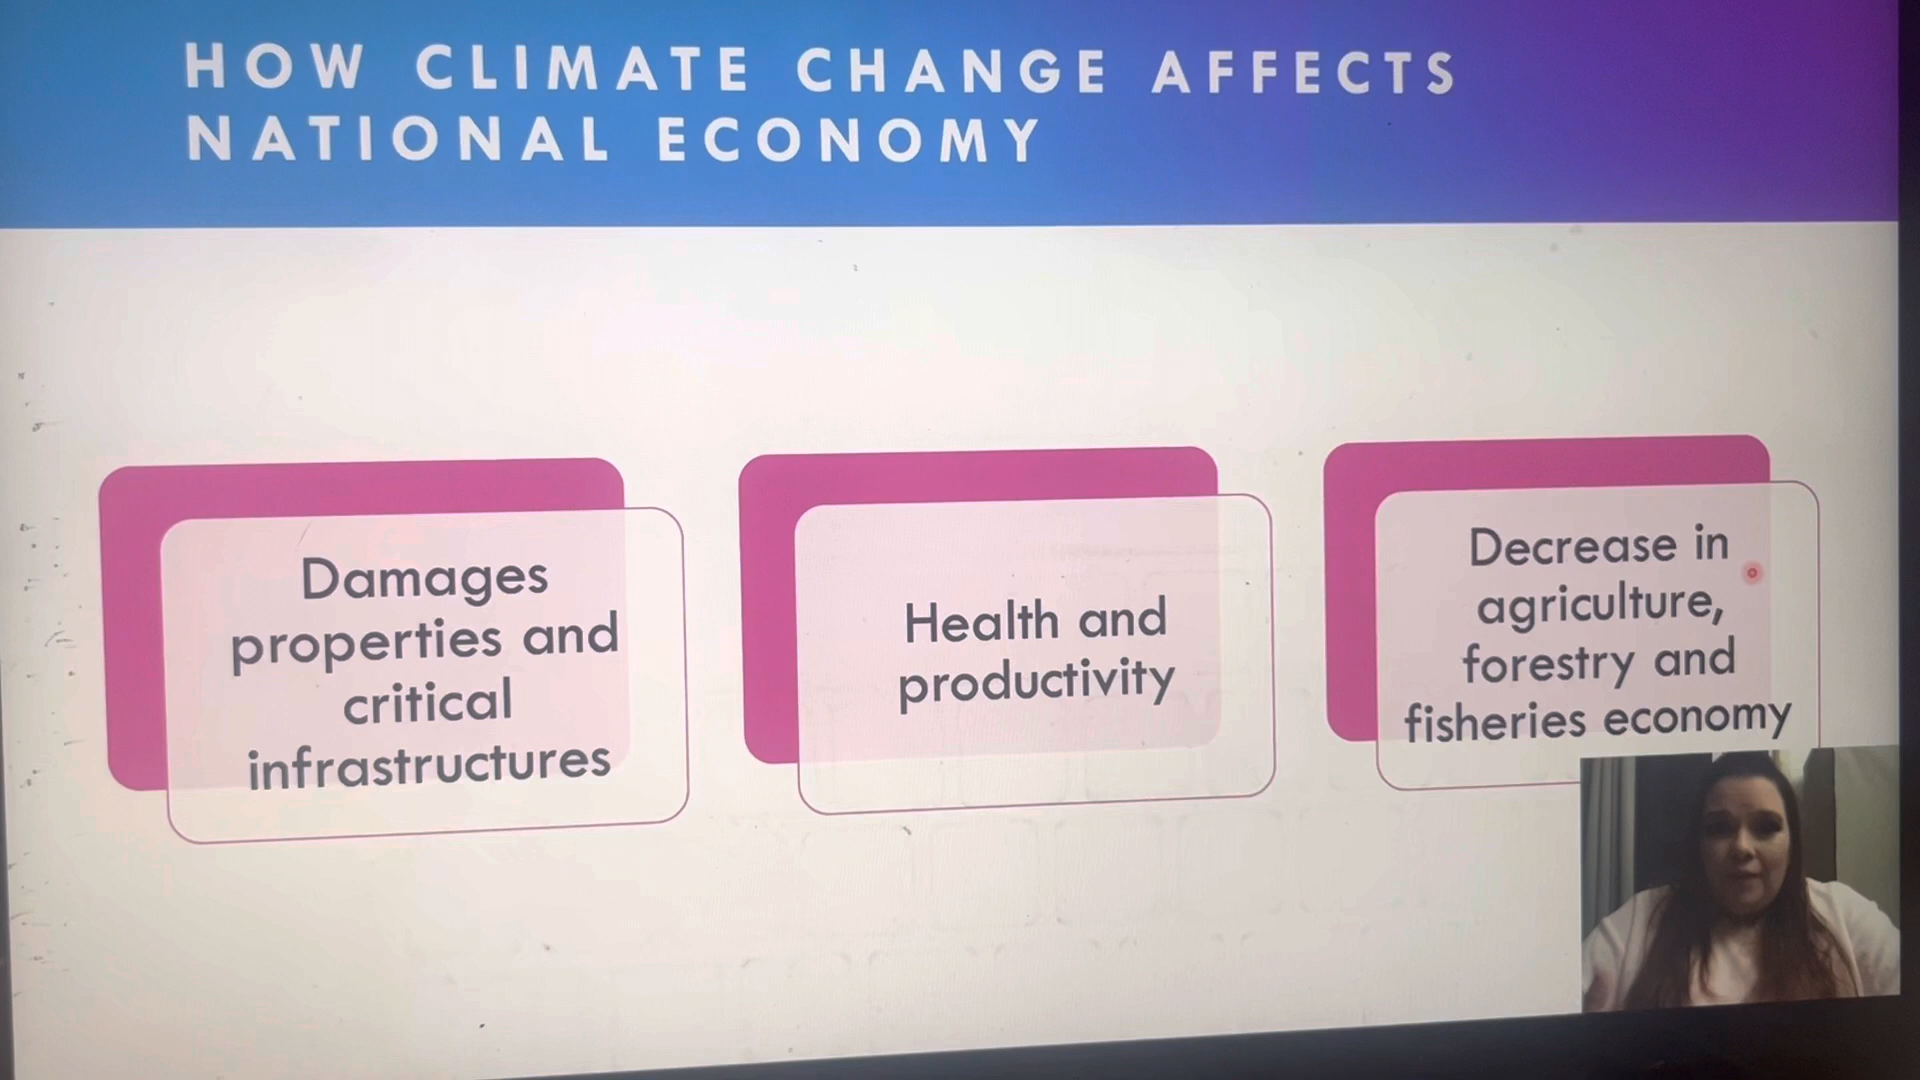 HOW CLIMATE CHANGE AFFECTS
NATIONAL ECONOMY
Damages
properties and
critical
infrastructures
Health and
productivity
Decrease in
agriculture,
forestry and
fisheries economy